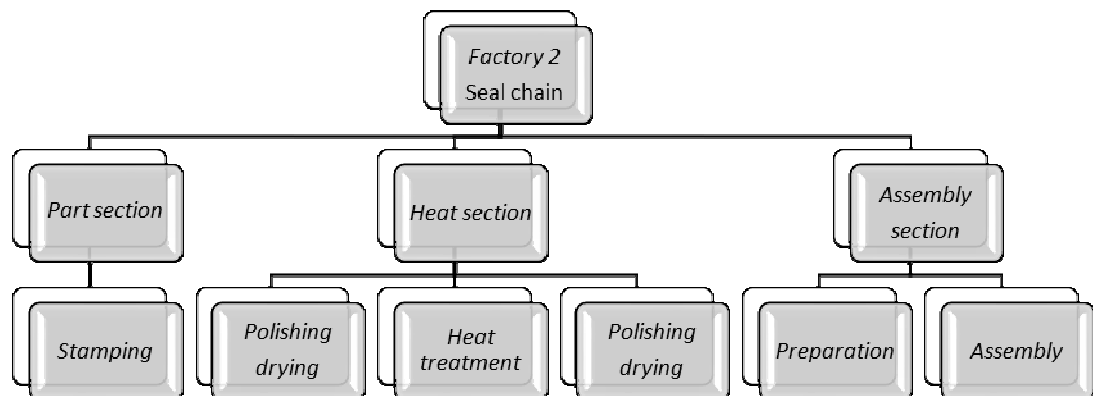 Factory 2
Seal chain
Part section
Heat section
Assembly
section
Stamping
Polishing
drying
Heat
treatment
Polishing
drying
Preparation
Assembly